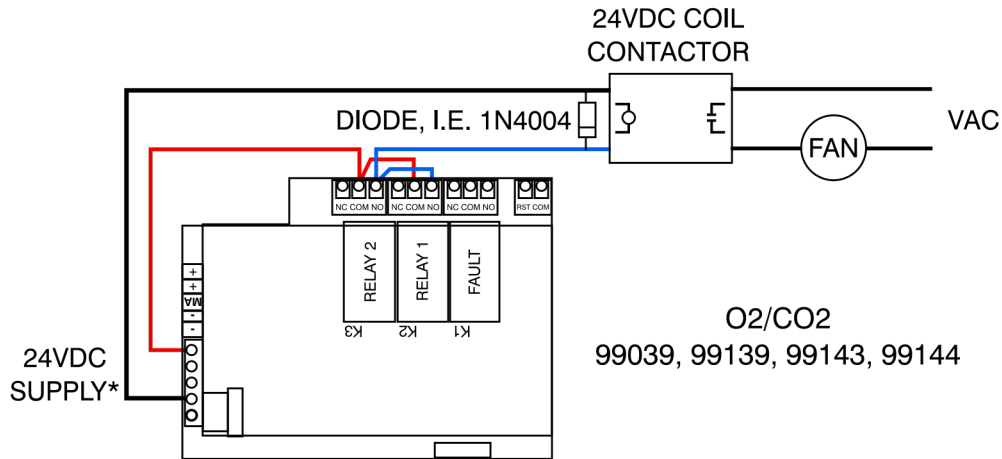 24VDC COIL
CONTACTOR
DIODE, I.E. 1N4004
VAC
FAN
NC COM NO
NC COM NO
NC COM NO
RST COM
RELAY 2
RELAY 1
FAULT
K3
K2
K1
+
+
MA
-
-
24VDC
SUPPLY*
O2/CO2
99039, 99139, 99143, 99144